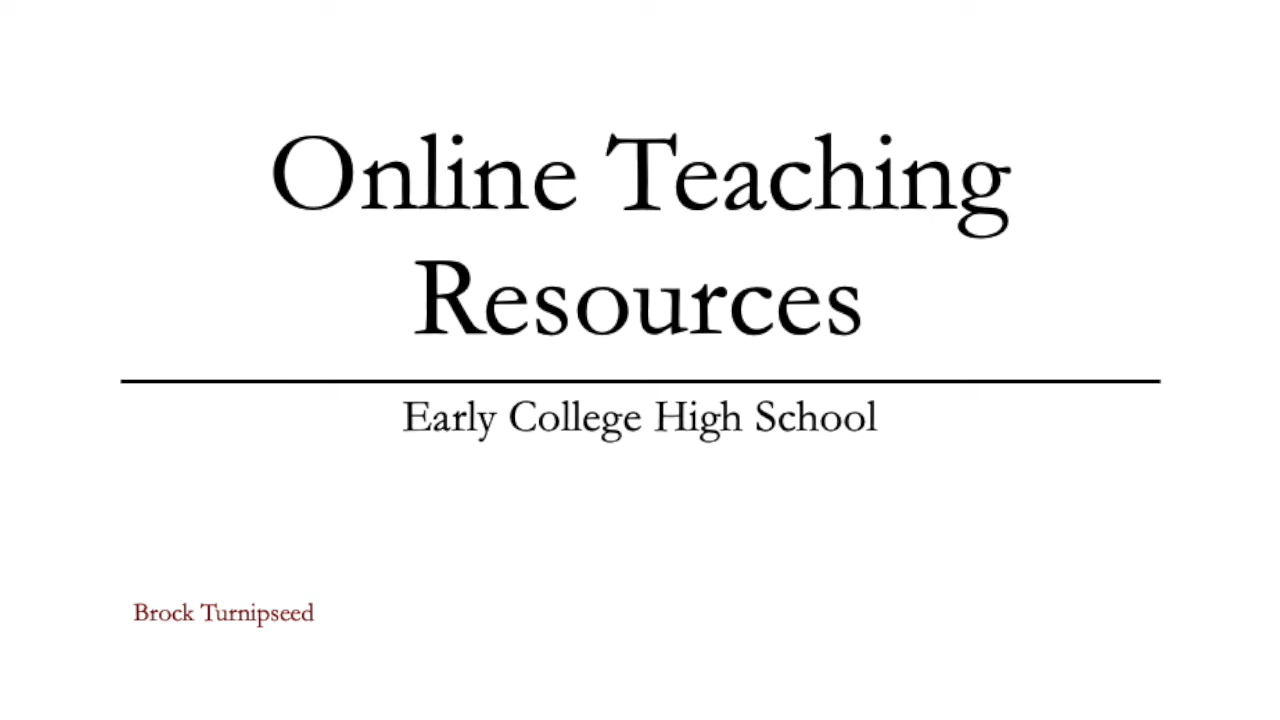 Online Teaching
Resources
Early College High School
Brock Turnipseed